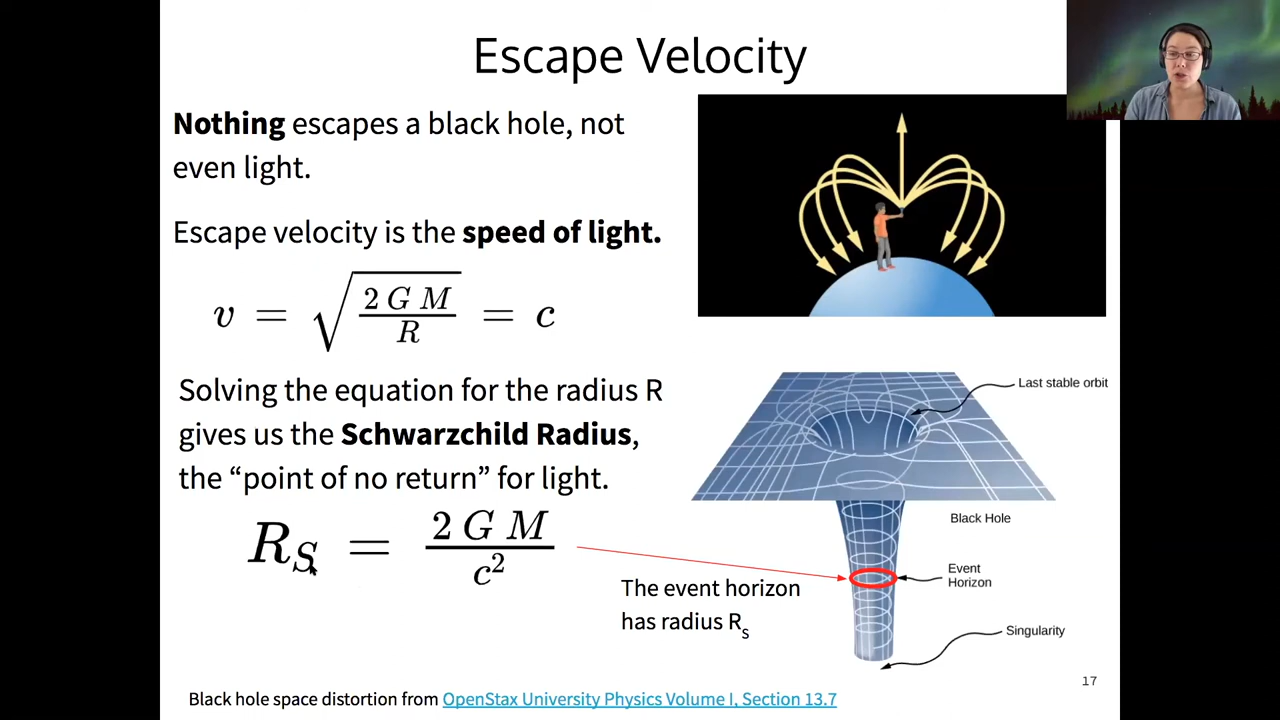 Escape Velocity
Nothing escapes a black hole, not
even light.
Escape velocity is the speed of light.
v = √(2 G M / R) = c
Solving the equation for the radius R
gives us the Schwarzchild Radius,
the “point of no return” for light.
R_S = 2 G M / c²
The event horizon
has radius R_s
Last stable orbit
Black Hole
Event
Horizon
Singularity
17
Black hole space distortion from OpenStax University Physics Volume I, Section 13.7